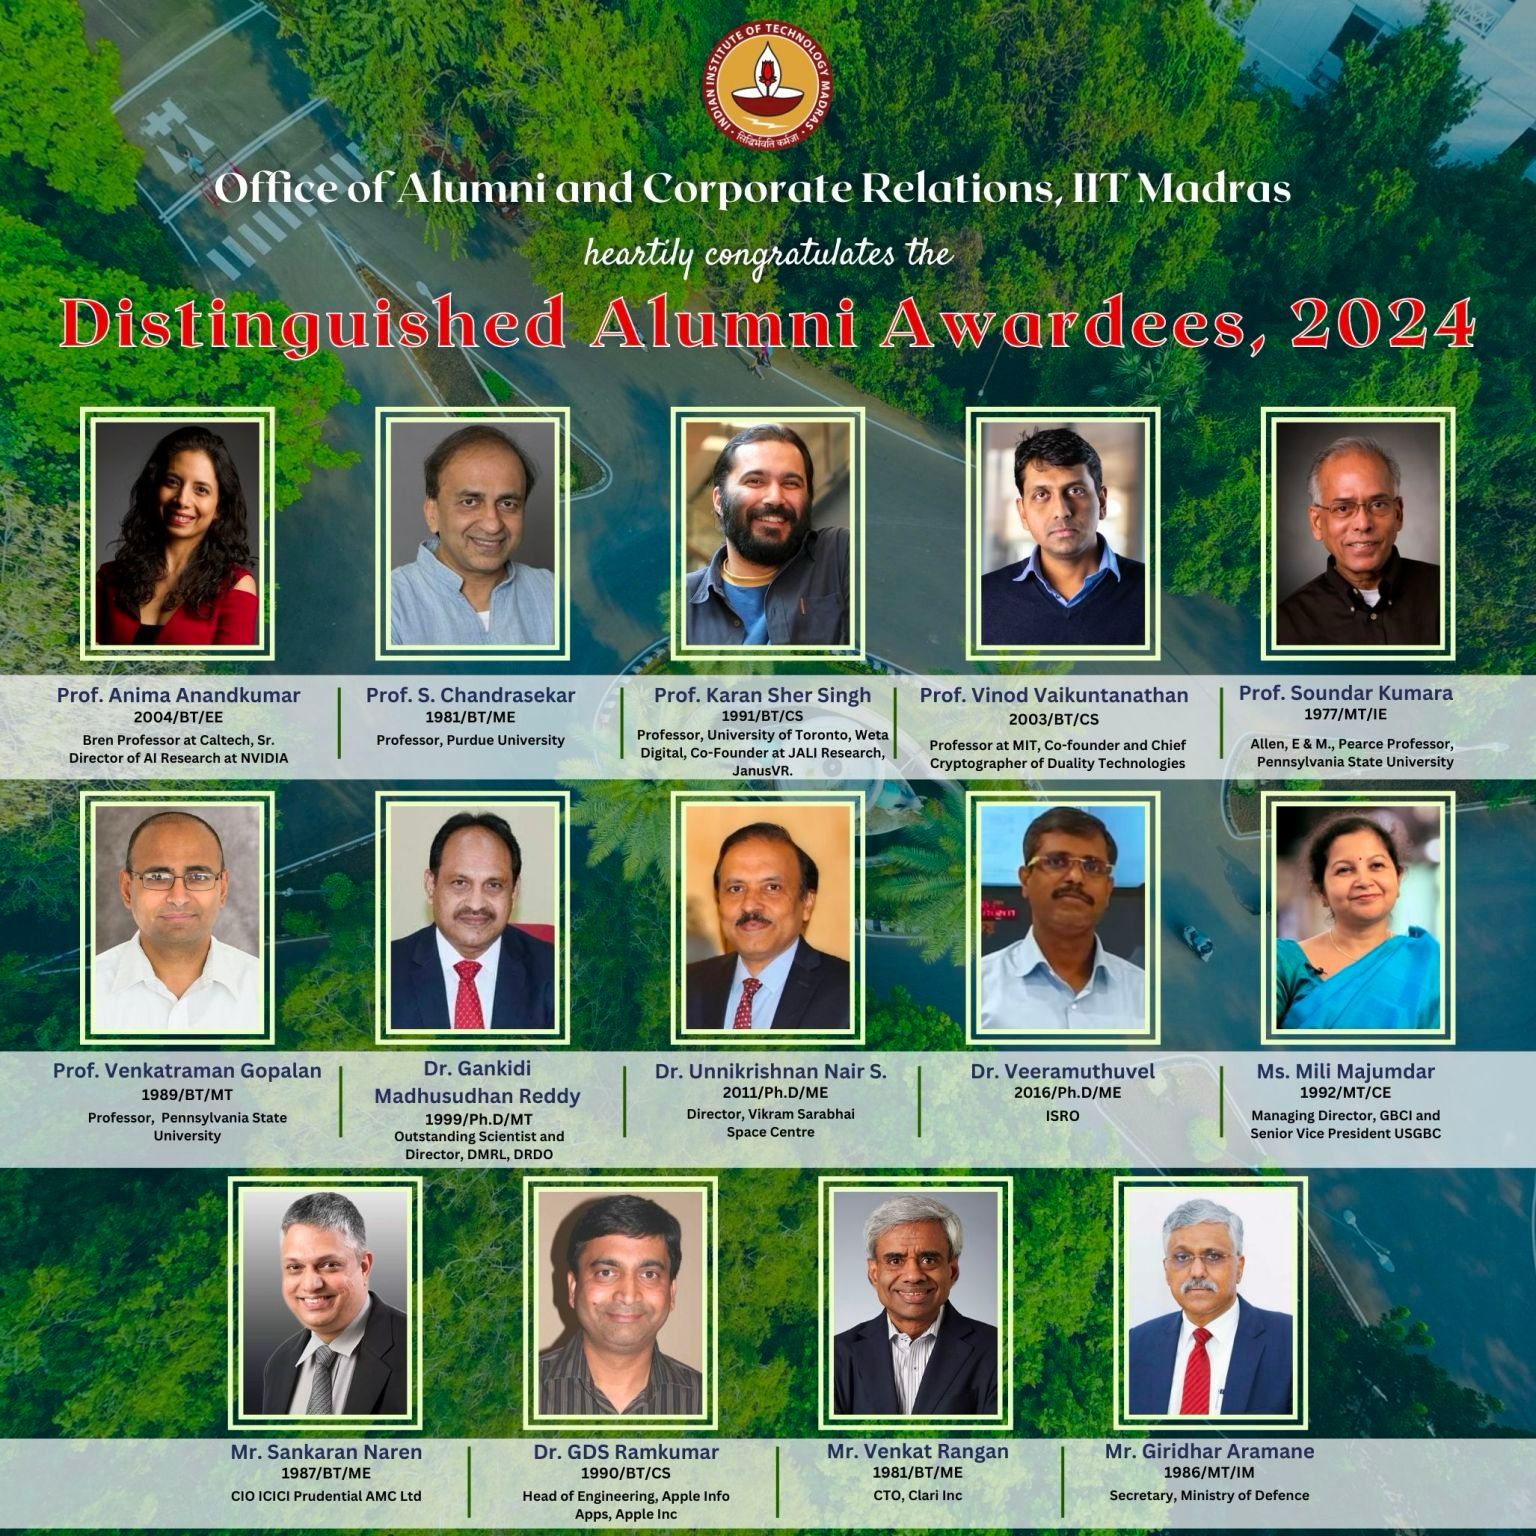 INDIAN INSTITUTE OF TECHNOLOGY MADRAS
सिद्धिर्भवति कर्मजा
Office of Alumni and Corporate Relations, IIT Madras
heartily congratulates the
Distinguished Alumni Awardees, 2024
Prof. Anima Anandkumar
2004/BT/EE
Bren Professor at Caltech, Sr.
Director of AI Research at NVIDIA
Prof. S. Chandrasekar
1981/BT/ME
Professor, Purdue University
Prof. Karan Sher Singh
1991/BT/CS
Professor, University of Toronto, Weta
Digital, Co-Founder at JALI Research,
JanusVR.
Prof. Vinod Vaikuntanathan
2003/BT/CS
Professor at MIT, Co-founder and Chief
Cryptographer of Duality Technologies
Prof. Soundar Kumara
1977/MT/IE
Allen, E & M., Pearce Professor,
Pennsylvania State University
Prof. Venkatraman Gopalan
1989/BT/MT
Professor, Pennsylvania State
University
Dr. Gankidi
Madhusudhan Reddy
1999/Ph.D/MT
Outstanding Scientist and
Director, DMRL, DRDO
Dr. Unnikrishnan Nair S.
2011/Ph.D/ME
Director, Vikram Sarabhai
Space Centre
Dr. Veeramuthuvel
2016/Ph.D/ME
ISRO
Ms. Mili Majumdar
1992/MT/CE
Managing Director, GBCI and
Senior Vice President USGBC
Mr. Sankaran Naren
1987/BT/ME
CIO ICICI Prudential AMC Ltd
Dr. GDS Ramkumar
1990/BT/CS
Head of Engineering, Apple Info
Apps, Apple Inc
Mr. Venkat Rangan
1981/BT/ME
CTO, Clari Inc
Mr. Giridhar Aramane
1986/MT/IM
Secretary, Ministry of Defence